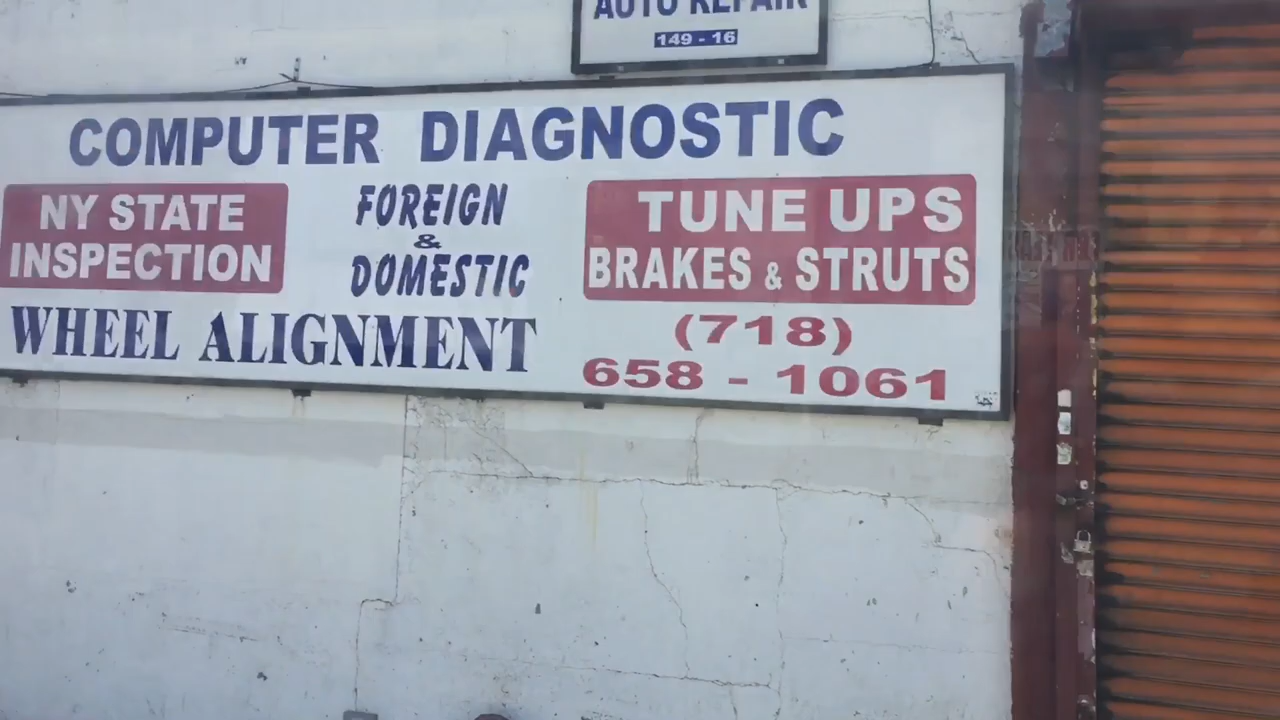 AUTO REPAIR
149 - 16
COMPUTER DIAGNOSTIC
NY STATE
INSPECTION
FOREIGN
&
DOMESTIC
WHEEL ALIGNMENT
TUNE UPS
BRAKES & STRUTS
(718)
658 - 1061